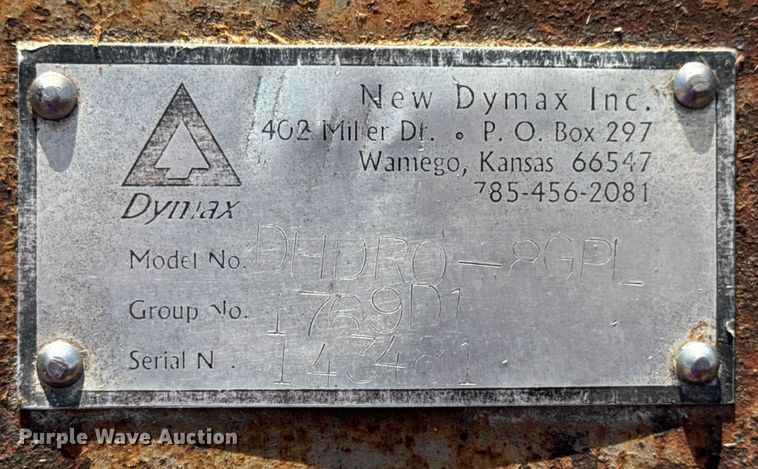 New Dymax Inc.
402 Miller Dr. • P. O. Box 297
Wamego, Kansas 66547
785-456-2081
Dymax
Model No. DHDRO-8GPL
Group No. 1759D1
Serial N . 143481
Purple Wave Auction